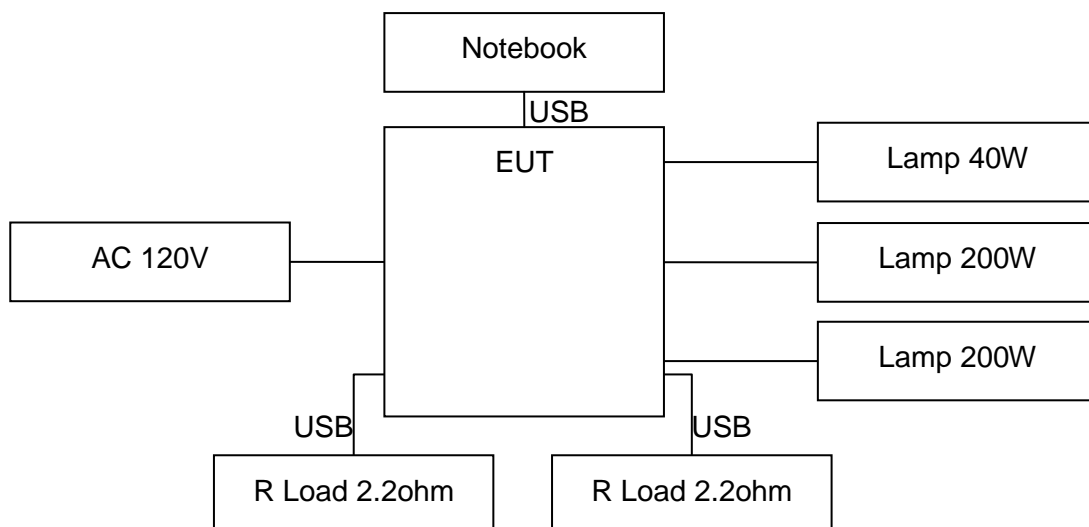 Notebook
USB
EUT
Lamp 40W
AC 120V
Lamp 200W
Lamp 200W
USB
USB
R Load 2.2ohm
R Load 2.2ohm